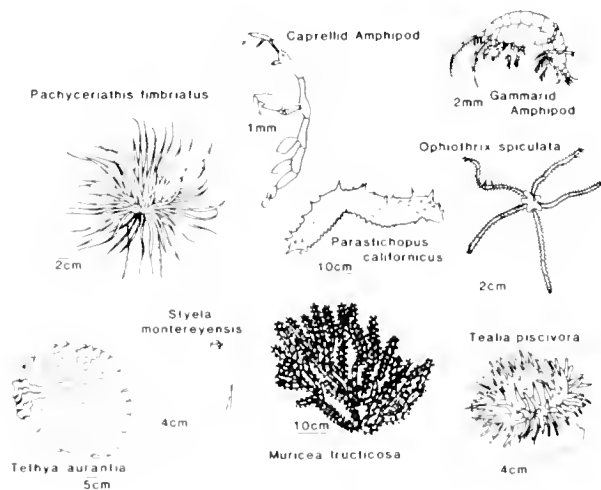 Caprellid Amphipod
Pachyceriathis fimbriatus
1mm
2mm Gammarid
Amphipod
Ophiothrix spiculata
2cm
Parastichopus
californicus
10cm
2cm
Styela
montereyensis
Tealia piscivora
4cm
10cm
Muricea fructicosa
Tethya aurantia
5cm
4cm